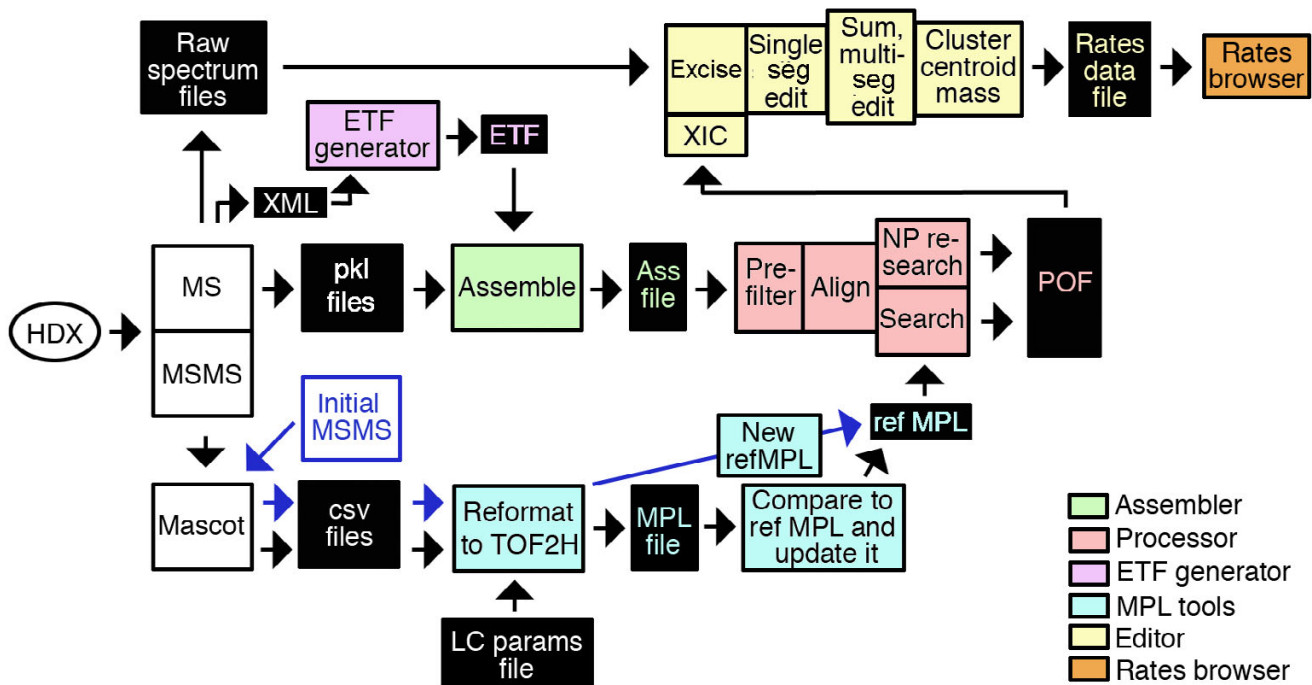 Raw
spectrum
files
Excise
Single
seg
edit
Sum,
multi-
seg
edit
Cluster
centroid
mass
Rates
data
file
Rates
browser
XIC
ETF
generator
ETF
XML
HDX
MS
MSMS
pkl
files
Assemble
Ass
file
Pre-
filter
Align
NP re-
search
Search
POF
Initial
MSMS
Mascot
csv
files
Reformat
to TOF2H
New
refMPL
ref MPL
MPL
file
Compare to
ref MPL and
update it
LC params
file
Assembler
Processor
ETF generator
MPL tools
Editor
Rates browser